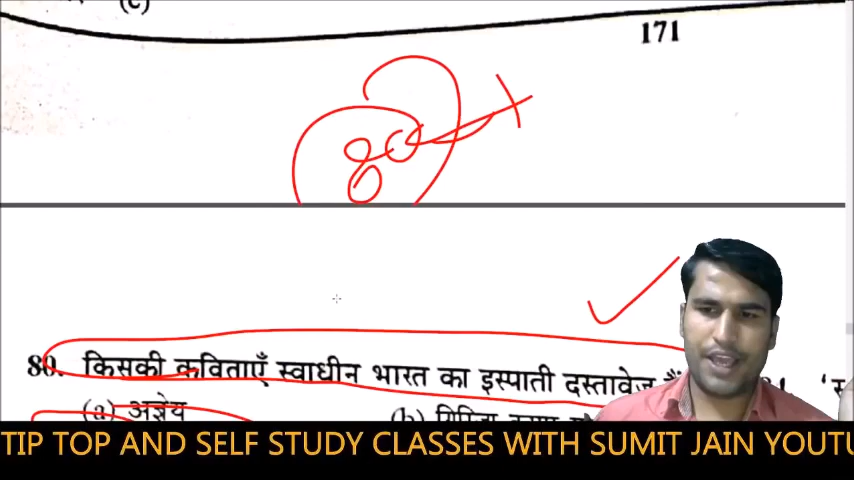 (c)
171
80
80. किसकी कविताएँ स्वाधीन भारत का इस्पाती दस्तावेज
(a) अज्ञेय (b) गिरिजा कुमार
TIP TOP AND SELF STUDY CLASSES WITH SUMIT JAIN YOUTU